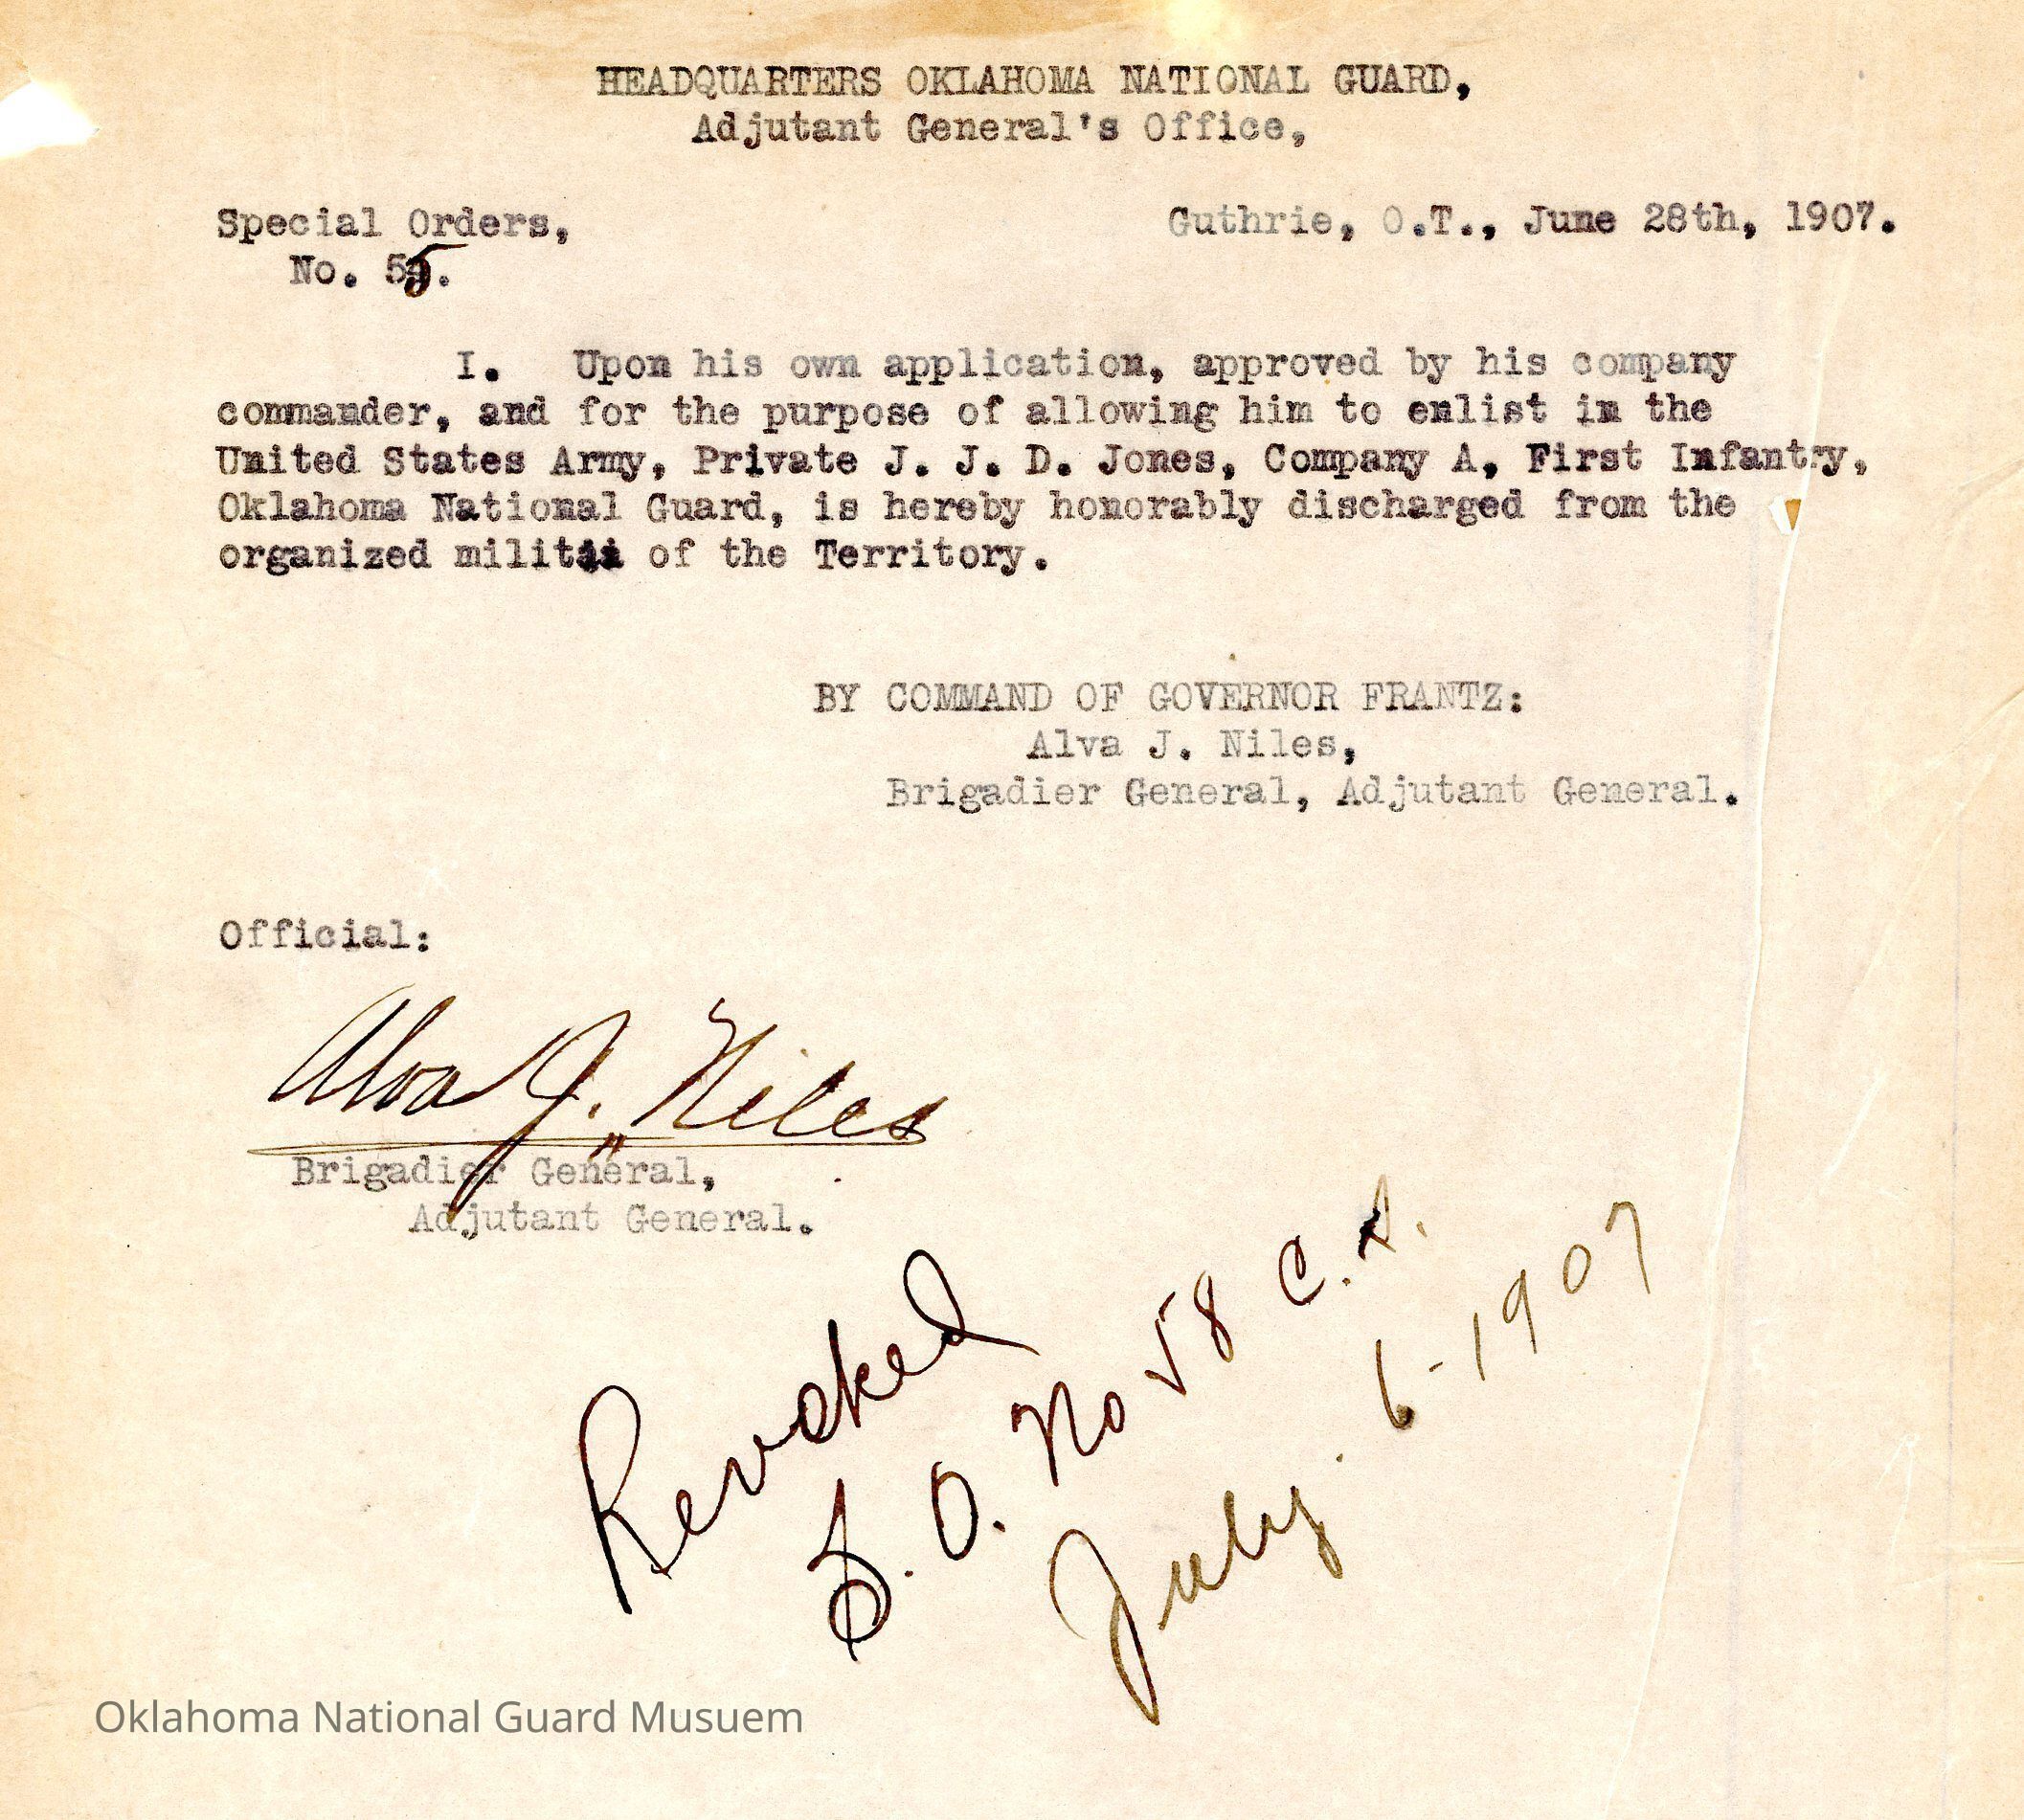 HEADQUARTERS OKLAHOMA NATIONAL GUARD,
Adjutant General's Office,
Special Orders,
No. 55.
Guthrie, O.T., June 28th, 1907.
I. Upon his own application, approved by his company
commander, and for the purpose of allowing him to enlist in the
United States Army, Private J. J. D. Jones, Company A, First Infantry,
Oklahoma National Guard, is hereby honorably discharged from the
organized militia of the Territory.
BY COMMAND OF GOVERNOR FRANTZ:
Alva J. Niles,
Brigadier General, Adjutant General.
Official:
Alva J. Niles
Brigadier General,
Adjutant General.
Revoked
S. O. No 58 C. S.
July 6-1907
Oklahoma National Guard Musuem